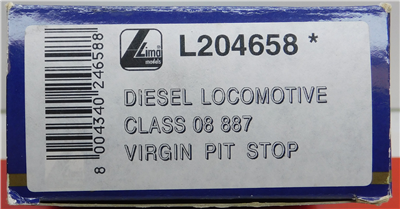 Lima
models
L204658 *
DIESEL LOCOMOTIVE
CLASS 08 887
VIRGIN PIT STOP
8 004340 246588